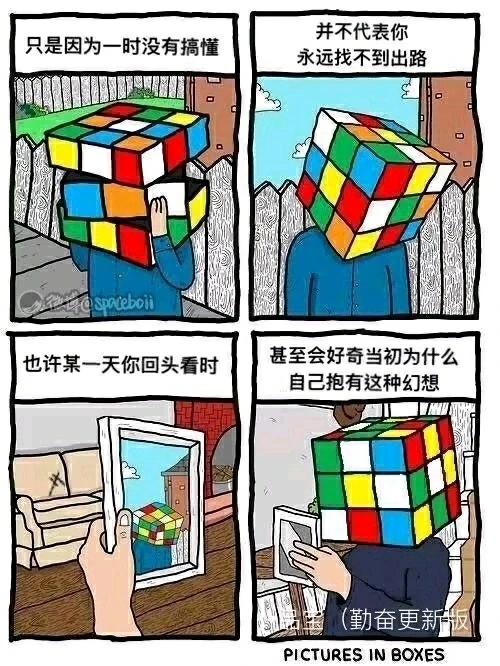 只是因为一时没有搞懂
并不代表你
永远找不到出路
@spaceboii
也许某一天你回头看时
甚至会好奇当初为什么
自己抱有这种幻想
（勤奋更新版
PICTURES IN BOXES